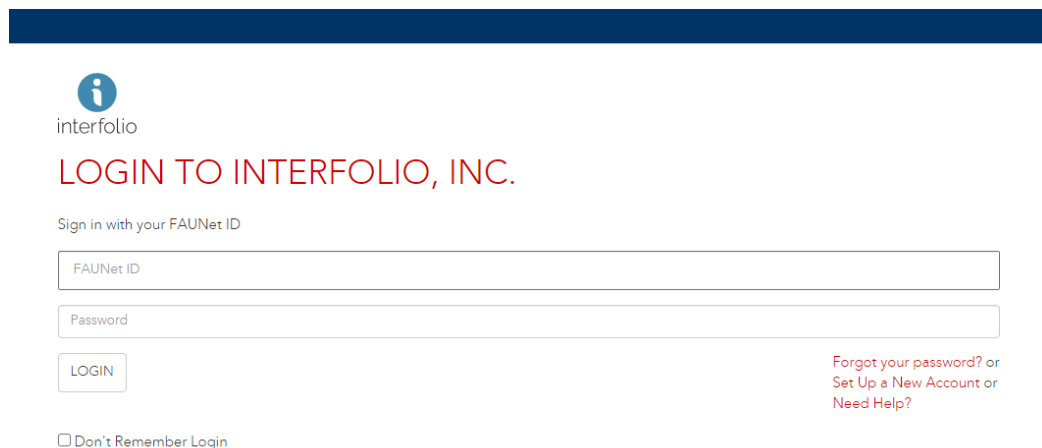 interfolio
LOGIN TO INTERFOLIO, INC.
Sign in with your FAUNet ID
FAUNet ID
Password
LOGIN
Forgot your password? or
Set Up a New Account or
Need Help?
Don't Remember Login